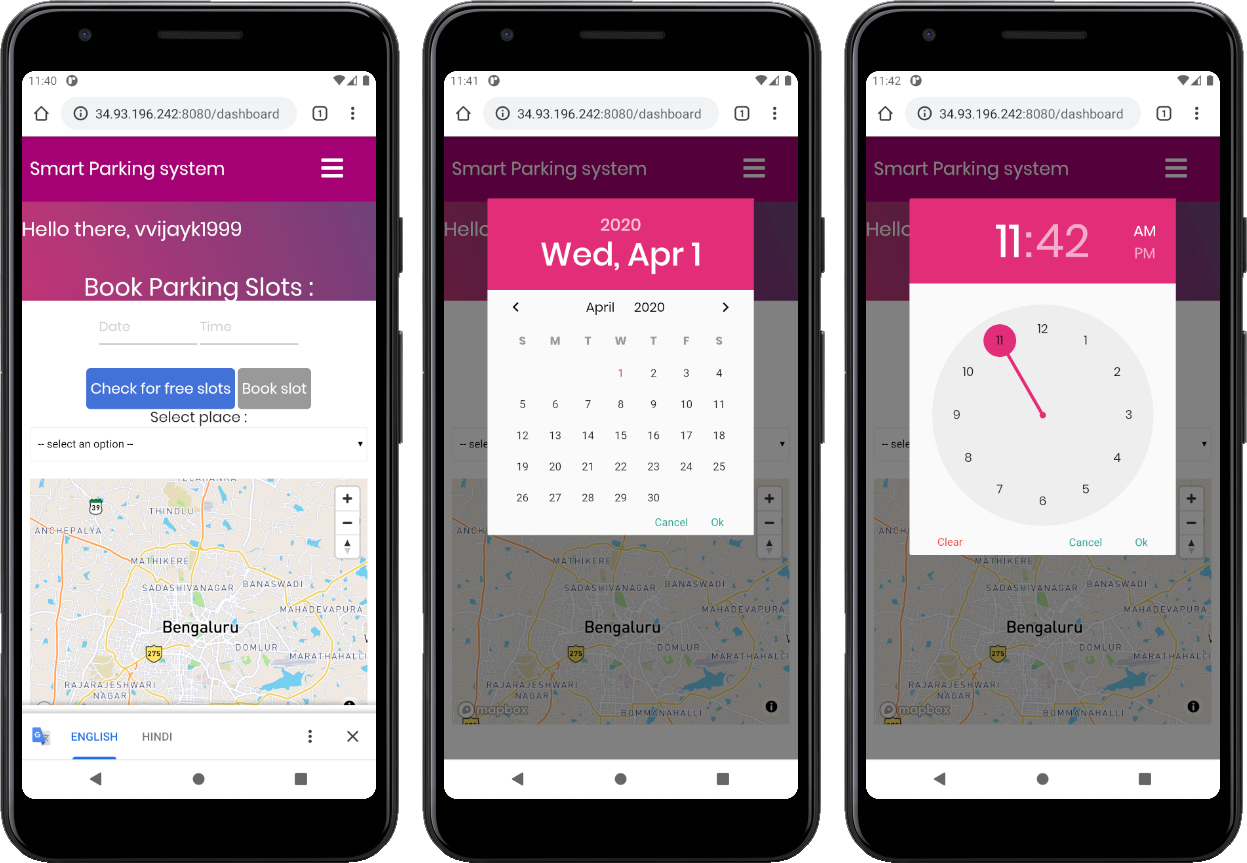 11:40
34.93.196.242:8080/dashboard
1
Smart Parking system
Hello there, vvijayk1999
Book Parking Slots :
Date Time
Check for free slots Book slot
Select place :
-- select an option --
39
THINDLU
ANCHEPALYA
MATHIKERE
SADASHIVANAGAR BANASWADI
MAHADEVAPURA
Bengaluru
275 DOMLUR
MARATHAHALLI
RAJARAJESHWARI
NAGAR
ENGLISH HINDI
11:41
34.93.196.242:8080/dashboard
1
Smart Parking system
Hello
2020
Wed, Apr 1
April 2020
S M T W T F S
1 2 3 4
5 6 7 8 9 10 11
12 13 14 15 16 17 18
19 20 21 22 23 24 25
26 27 28 29 30
Cancel Ok
-- sele
MATHIKERE
SADASHIVANAGAR BANASWADI
MAHADEVAPURA
Bengaluru
275 DOMLUR
MARATHAHALLI
RAJARAJESHWARI
NAGAR
mapbox BOMMANAHALLI
11:42
34.93.196.242:8080/dashboard
1
Smart Parking system
Hello
11:42 AM
PM
12
11 1
10 2
9 3
8 4
7 5
6
Clear Cancel Ok
-- sele
MATHIKERE
SADASHIVANAGAR BANASWADI
MAHADEVAPURA
Bengaluru
275 DOMLUR
MARATHAHALLI
RAJARAJESHWARI
NAGAR
mapbox BOMMANAHALLI